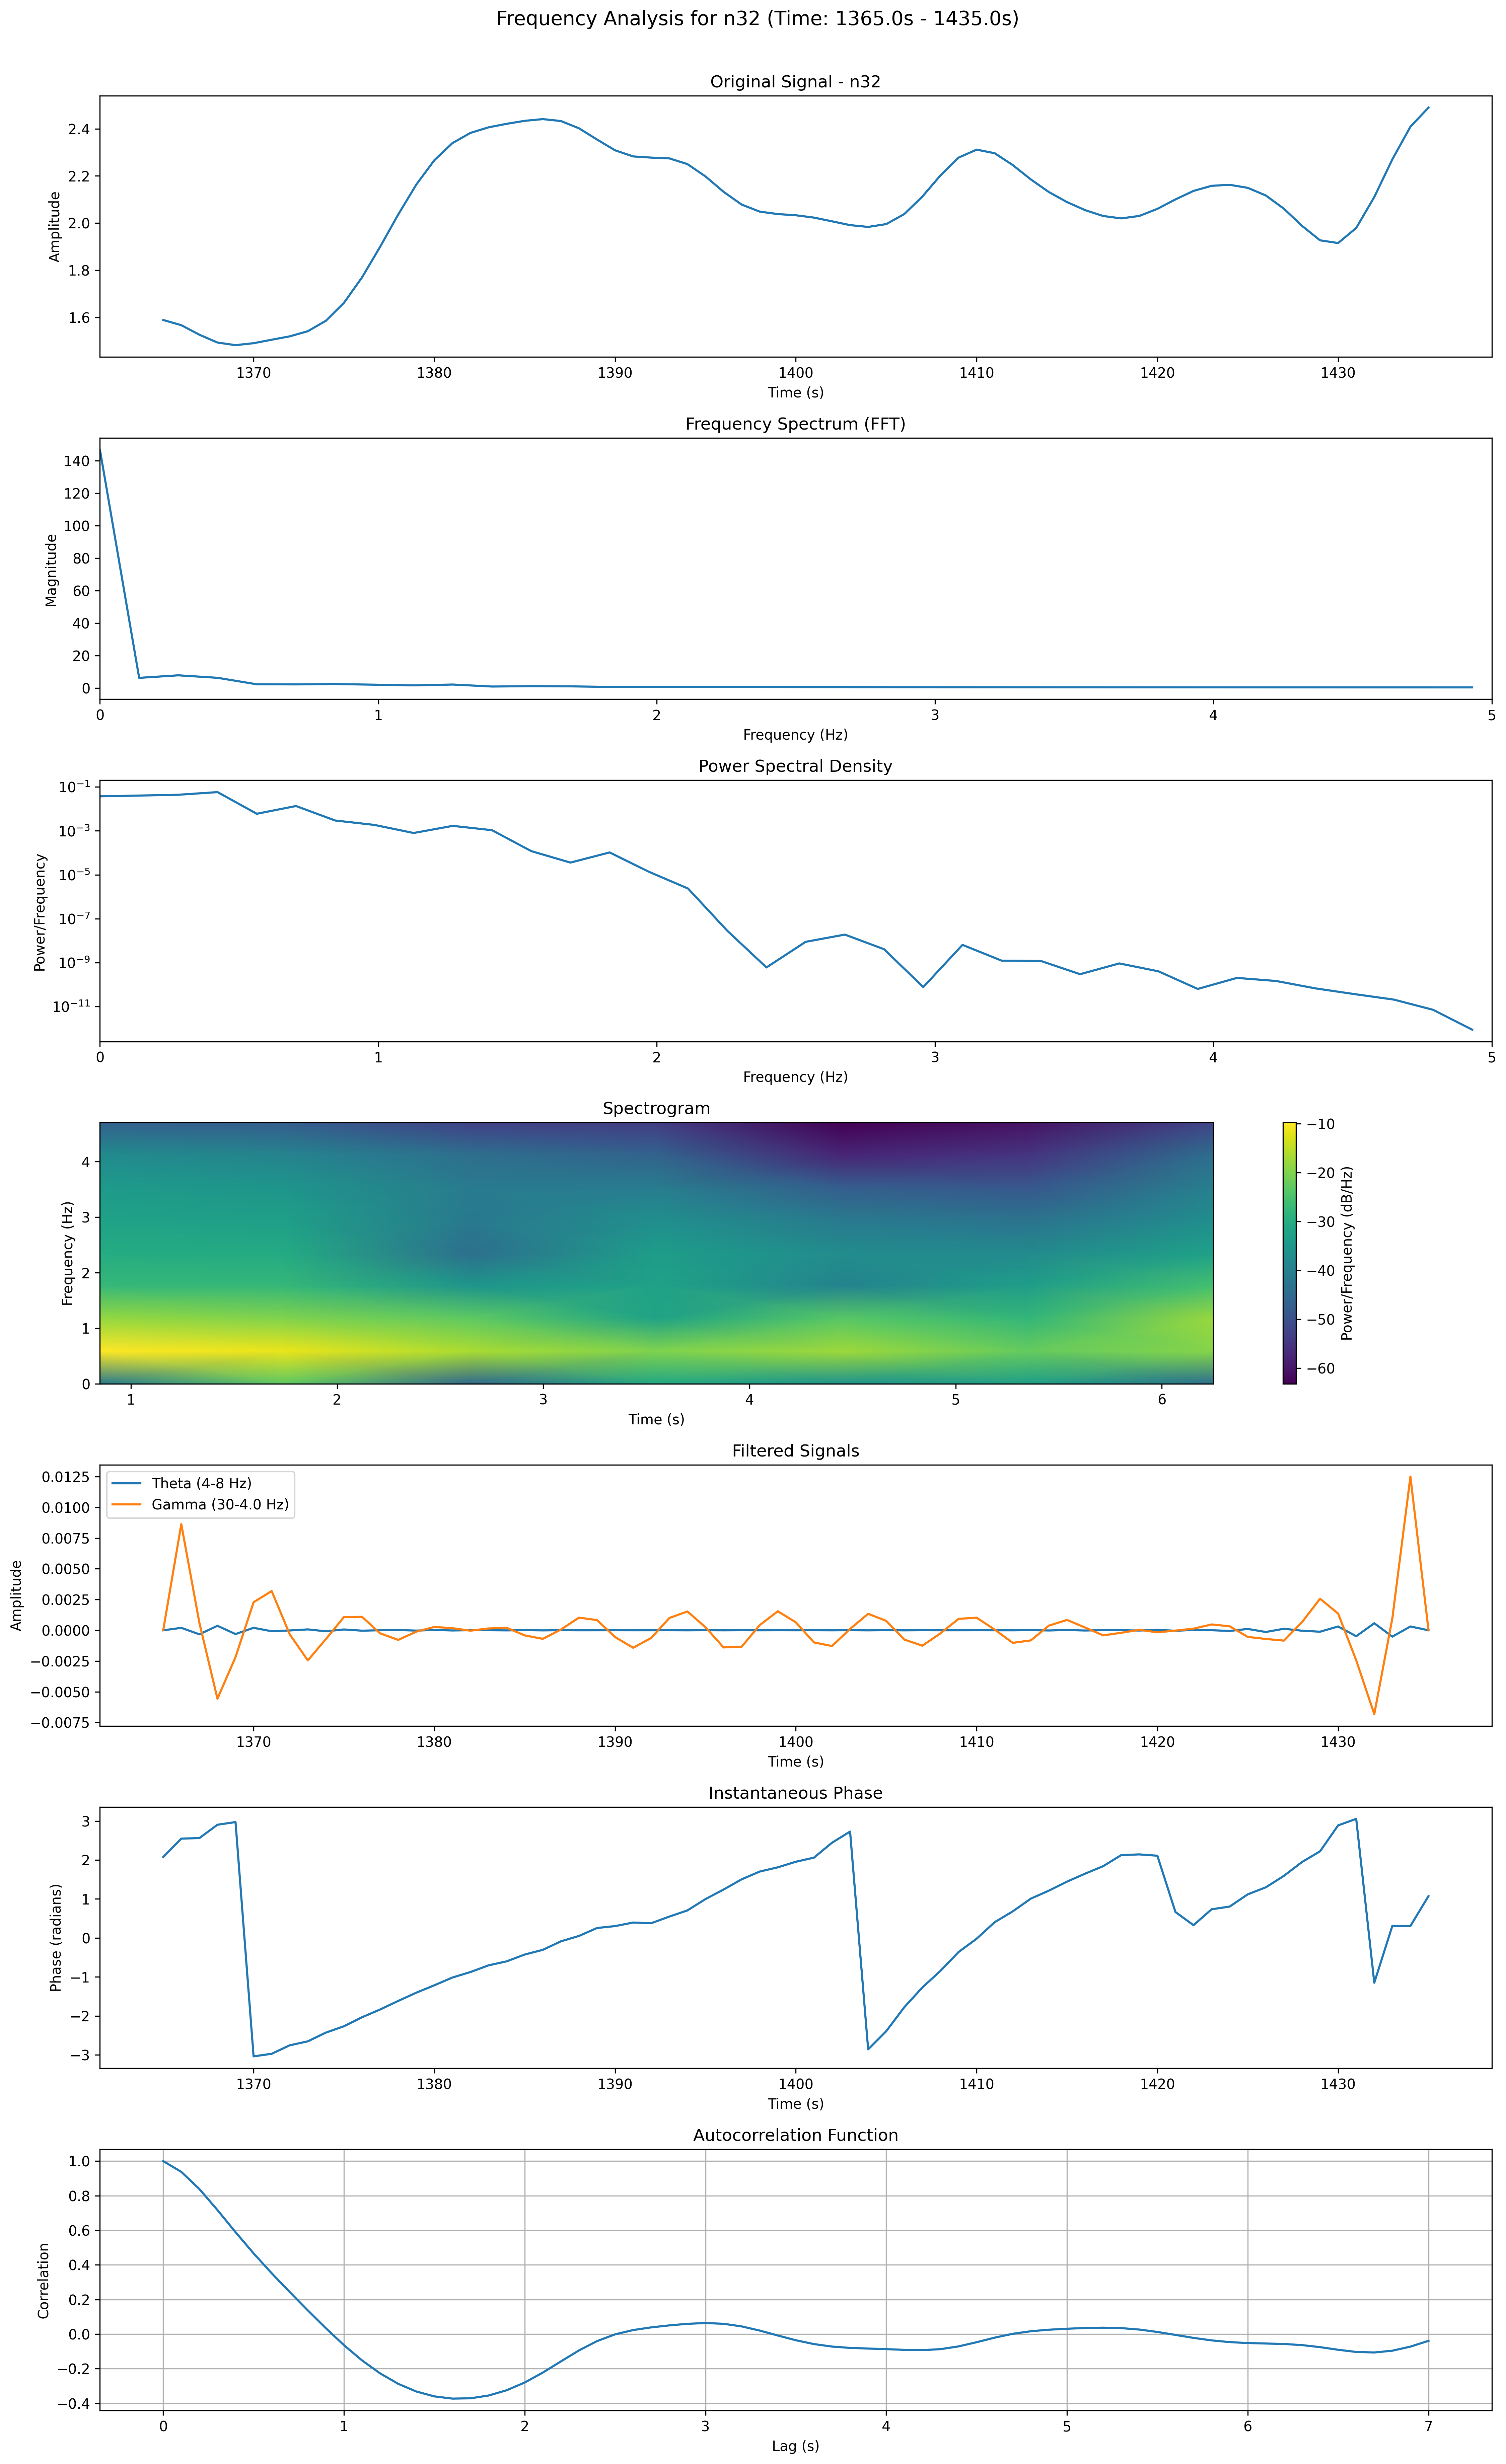 Frequency Analysis for n32 (Time: 1365.0s - 1435.0s)
Original Signal - n32
Amplitude
2.4
2.2
2.0
1.8
1.6
1370 1380 1390 1400 1410 1420 1430
Time (s)
Frequency Spectrum (FFT)
Magnitude
140
120
100
80
60
40
20
0
0 1 2 3 4 5
Frequency (Hz)
Power Spectral Density
Power/Frequency
10⁻¹
10⁻³
10⁻⁵
10⁻⁷
10⁻⁹
10⁻¹¹
0 1 2 3 4 5
Frequency (Hz)
Spectrogram
Frequency (Hz)
4
3
2
1
0
1 2 3 4 5 6
Time (s)
−10
−20
−30
−40
−50
−60
Power/Frequency (dB/Hz)
Filtered Signals
Theta (4-8 Hz)
Gamma (30-4.0 Hz)
Amplitude
0.0125
0.0100
0.0075
0.0050
0.0025
0.0000
−0.0025
−0.0050
−0.0075
1370 1380 1390 1400 1410 1420 1430
Time (s)
Instantaneous Phase
Phase (radians)
3
2
1
0
−1
−2
−3
1370 1380 1390 1400 1410 1420 1430
Time (s)
Autocorrelation Function
Correlation
1.0
0.8
0.6
0.4
0.2
0.0
−0.2
−0.4
0 1 2 3 4 5 6 7
Lag (s)